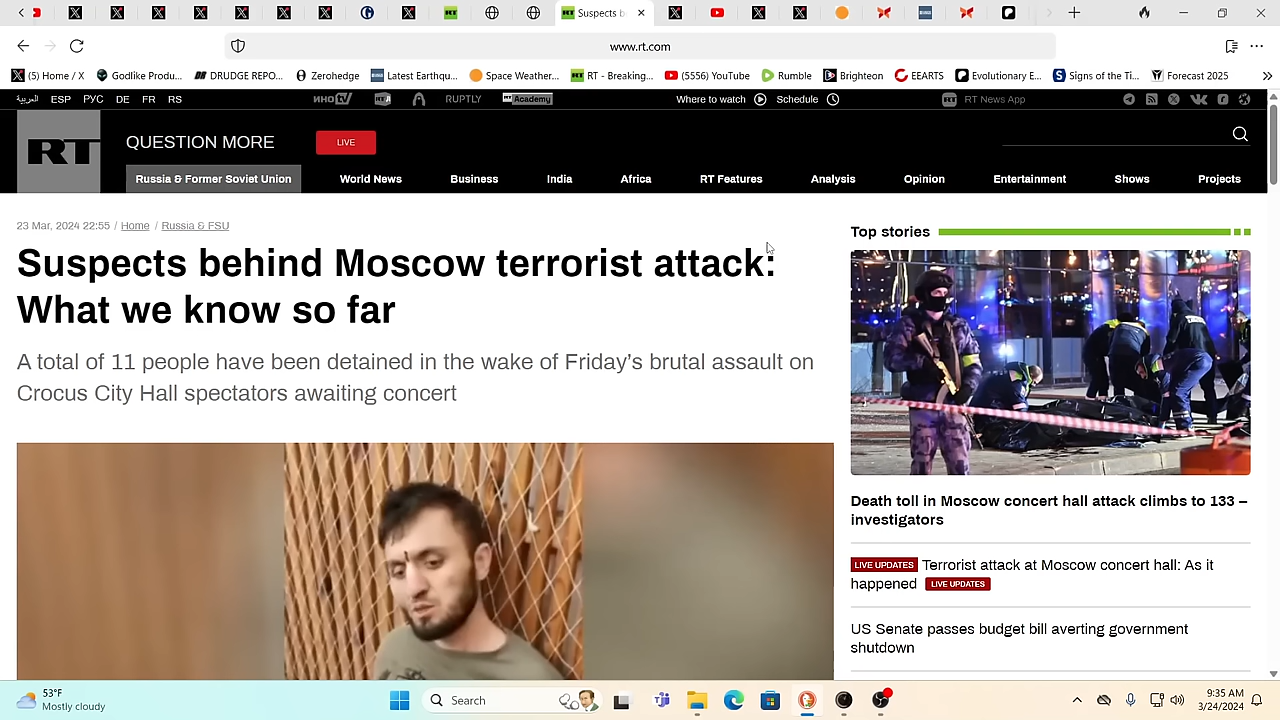 Suspects b
www.rt.com
(5) Home / X
Godlike Produ...
DRUDGE REPO...
Zerohedge
Latest Earthqu...
Space Weather...
RT - Breaking...
(5556) YouTube
Rumble
Brighteon
EEARTS
Evolutionary E...
Signs of the Ti...
Forecast 2025
العربية ESP РУС DE FR RS
ИНОTV
RUPTLY
RT Academy
Where to watch
Schedule
RT News App
RT
QUESTION MORE
LIVE
Russia & Former Soviet Union
World News
Business
India
Africa
RT Features
Analysis
Opinion
Entertainment
Shows
Projects
23 Mar, 2024 22:55 / Home / Russia & FSU
Suspects behind Moscow terrorist attack:
What we know so far
A total of 11 people have been detained in the wake of Friday’s brutal assault on
Crocus City Hall spectators awaiting concert
Top stories
Death toll in Moscow concert hall attack climbs to 133 –
investigators
LIVE UPDATES Terrorist attack at Moscow concert hall: As it
happened LIVE UPDATES
US Senate passes budget bill averting government
shutdown
53°F
Mostly cloudy
Search
9:35 AM
3/24/2024